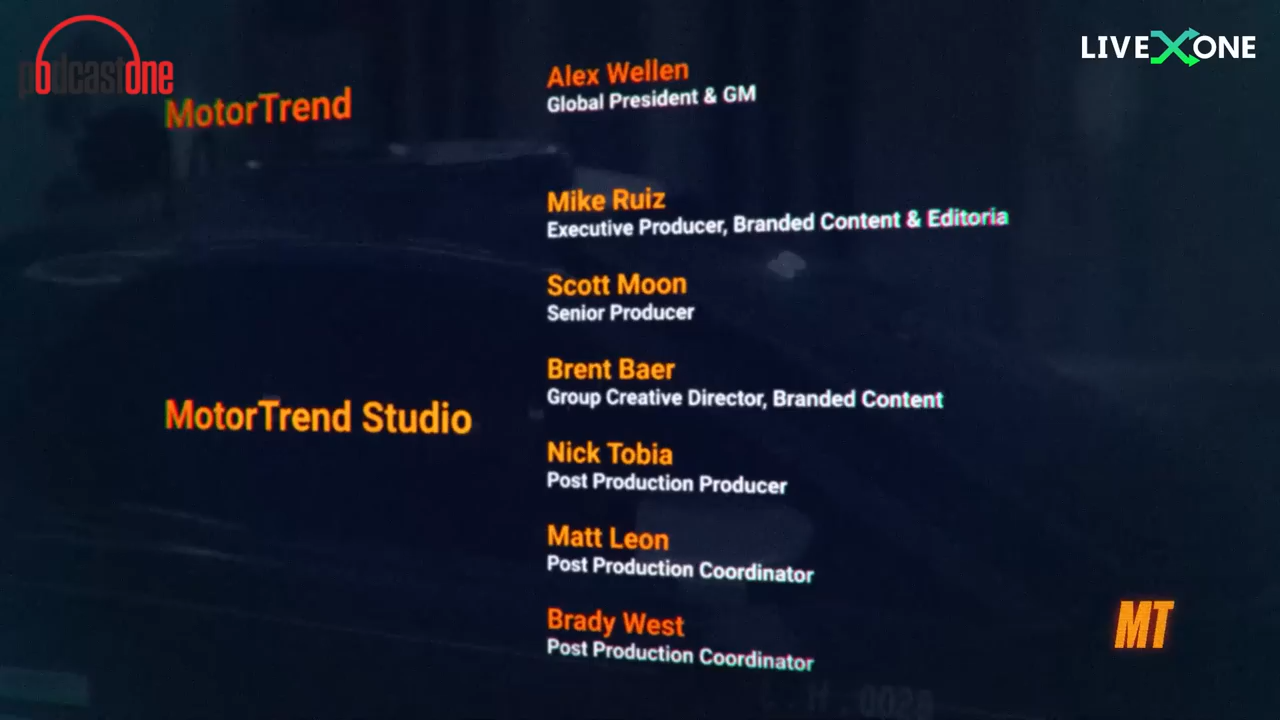 podcastone
LIVEXONE
MotorTrend
Alex Wellen
Global President & GM
Mike Ruiz
Executive Producer, Branded Content & Editoria
Scott Moon
Senior Producer
MotorTrend Studio
Brent Baer
Group Creative Director, Branded Content
Nick Tobia
Post Production Producer
Matt Leon
Post Production Coordinator
Brady West
Post Production Coordinator
MT